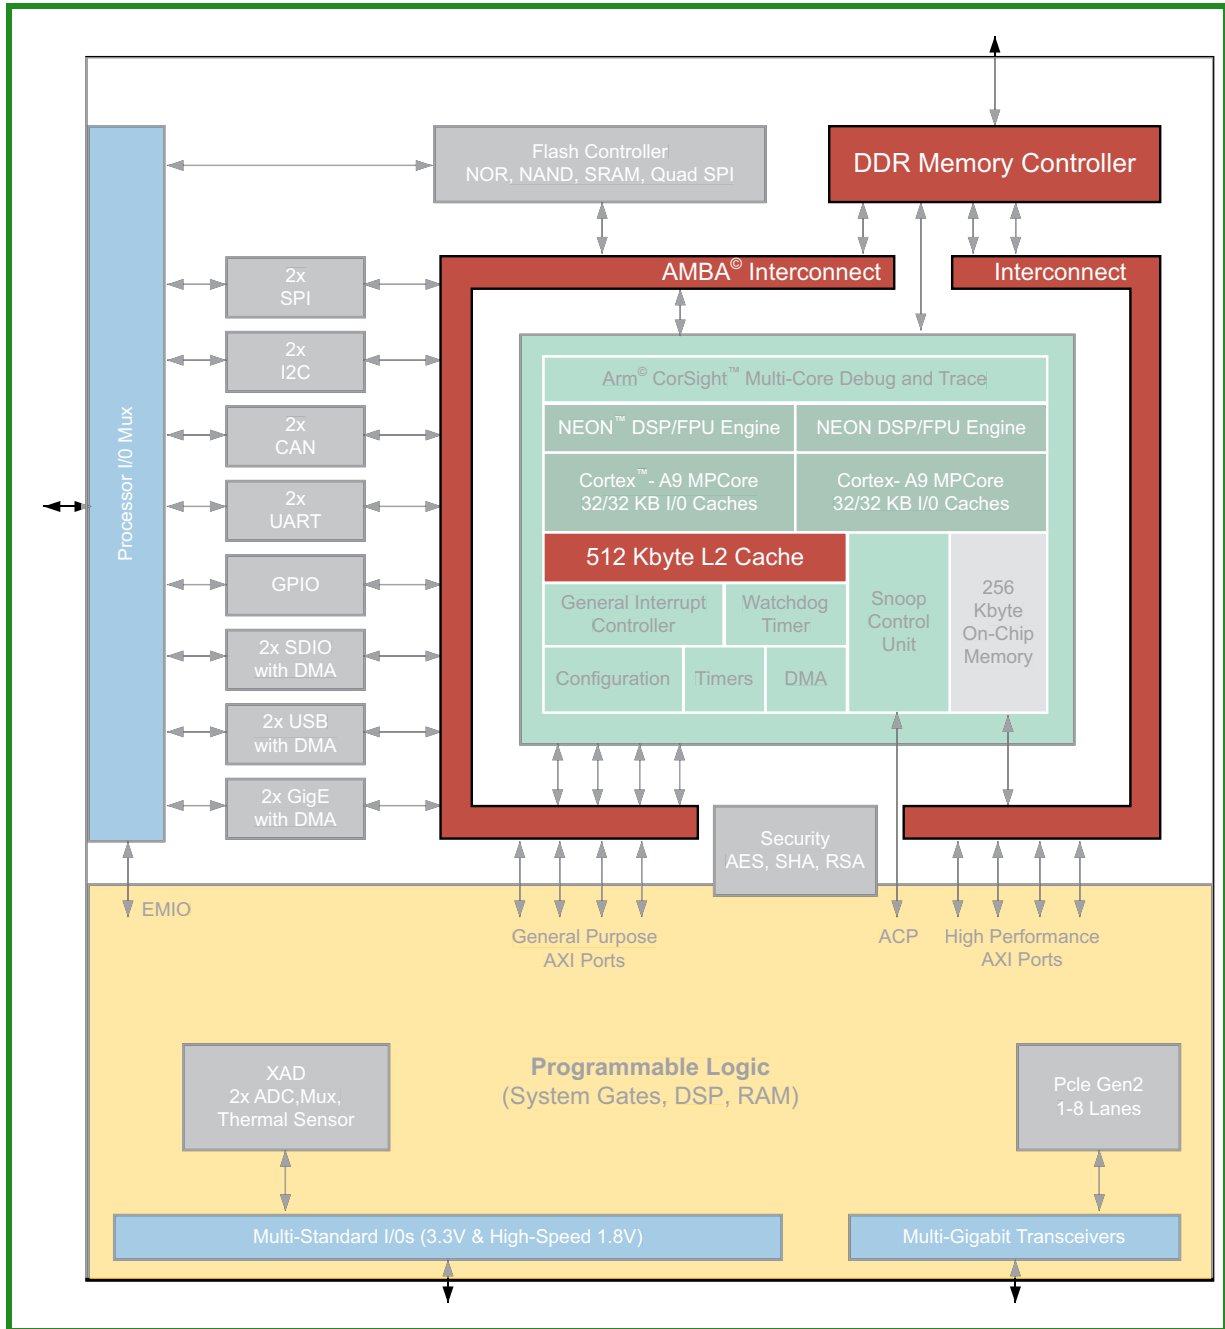 Flash Controller
NOR, NAND, SRAM, Quad SPI
DDR Memory Controller
AMBA© Interconnect
Interconnect
Processor I/0 Mux
2x
SPI
2x
I2C
2x
CAN
2x
UART
GPIO
2x SDIO
with DMA
2x USB
with DMA
2x GigE
with DMA
Arm© CorSight™ Multi-Core Debug and Trace
NEON™ DSP/FPU Engine
NEON DSP/FPU Engine
Cortex™- A9 MPCore
32/32 KB I/0 Caches
Cortex- A9 MPCore
32/32 KB I/0 Caches
512 Kbyte L2 Cache
General Interrupt
Controller
Watchdog
Timer
Configuration
Timers
DMA
Snoop
Control
Unit
256
Kbyte
On-Chip
Memory
Security
AES, SHA, RSA
EMIO
General Purpose
AXI Ports
ACP
High Performance
AXI Ports
XAD
2x ADC,Mux,
Thermal Sensor
Programmable Logic
(System Gates, DSP, RAM)
Pcle Gen2
1-8 Lanes
Multi-Standard I/0s (3.3V & High-Speed 1.8V)
Multi-Gigabit Transceivers